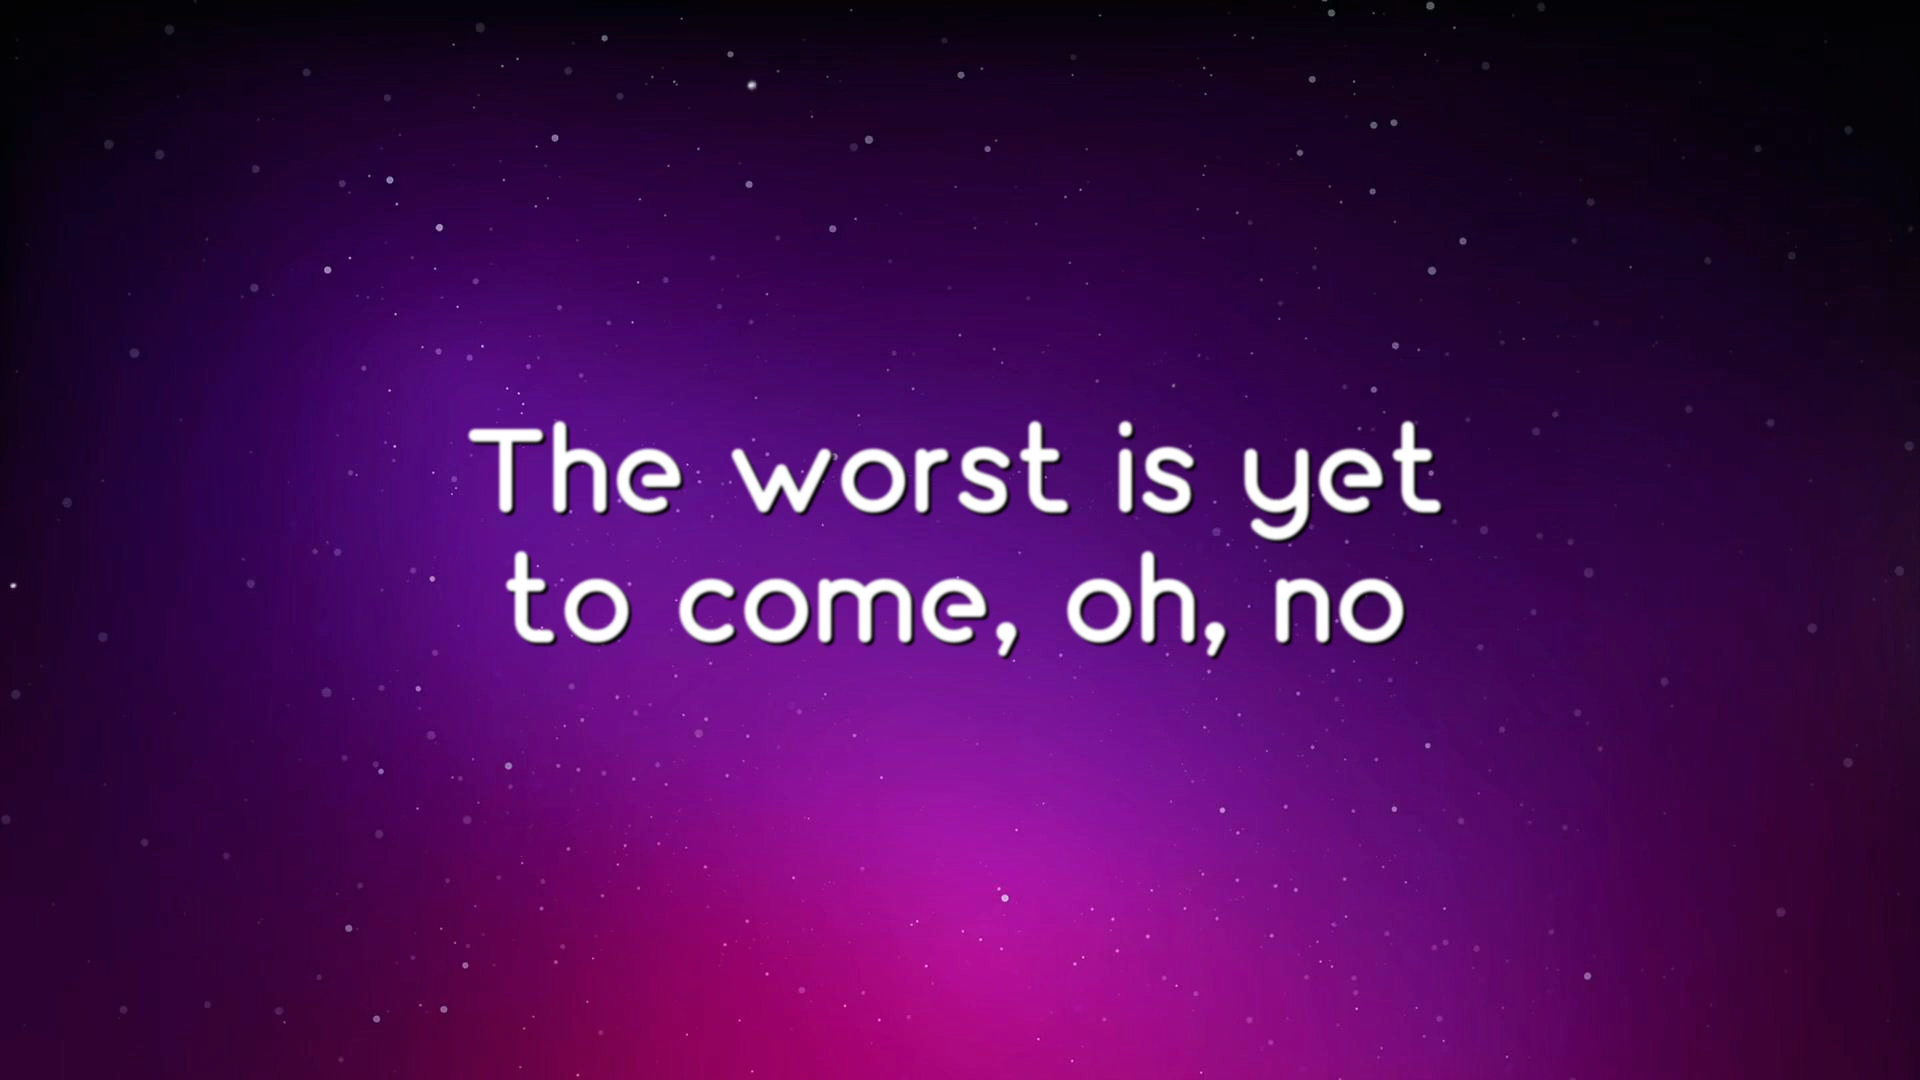 The worst is yet
to come, oh, no